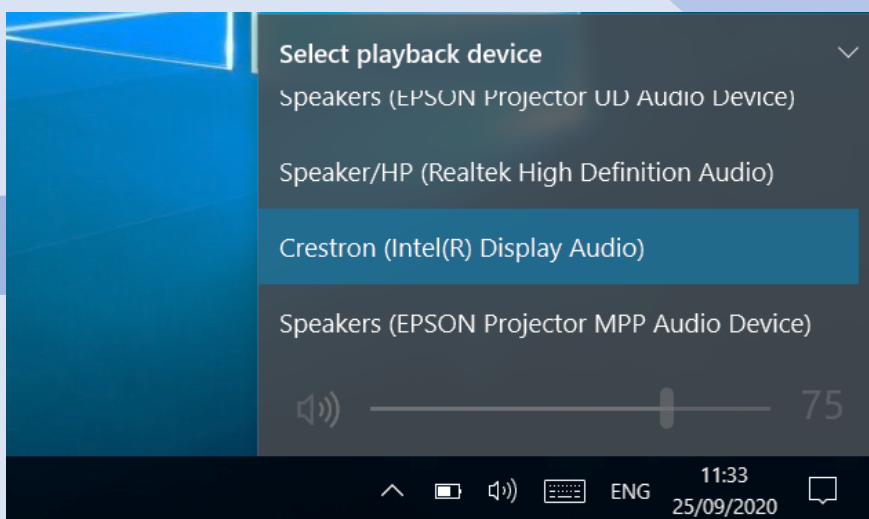 Select playback device
Speakers (EPSON Projector UD Audio Device)
Speaker/HP (Realtek High Definition Audio)
Crestron (Intel(R) Display Audio)
Speakers (EPSON Projector MPP Audio Device)
75
ENG
11:33
25/09/2020